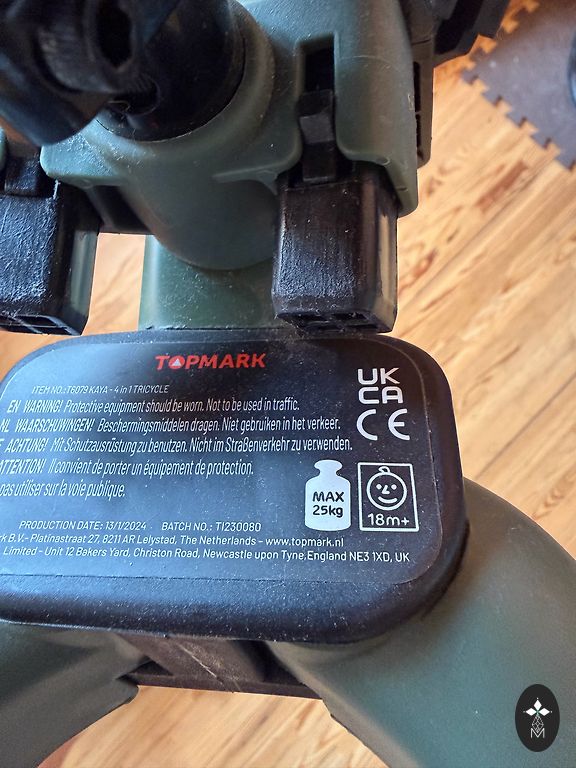 TOPMARK
ITEM NO.: T6079 KAYA - 4 in 1 TRICYCLE
EN WARNING! Protective equipment should be worn. Not to be used in traffic.
NL WAARSCHUWINGEN! Beschermingsmiddelen dragen. Niet gebruiken in het verkeer.
ACHTUNG! Mit Schutzausrüstung zu benutzen. Nicht im Straßenverkehr zu verwenden.
ATTENTION! Il convient de porter un équipement de protection.
pas utiliser sur la voie publique.
UK
CA
CE
MAX
25kg
18m+
PRODUCTION DATE: 13/1/2024 BATCH NO.: T1230080
B.V.- Platinastraat 27, 8211 AR Lelystad, The Netherlands – www.topmark.nl
Limited - Unit 12 Bakers Yard, Christon Road, Newcastle upon Tyne,England NE3 1XD, UK
M